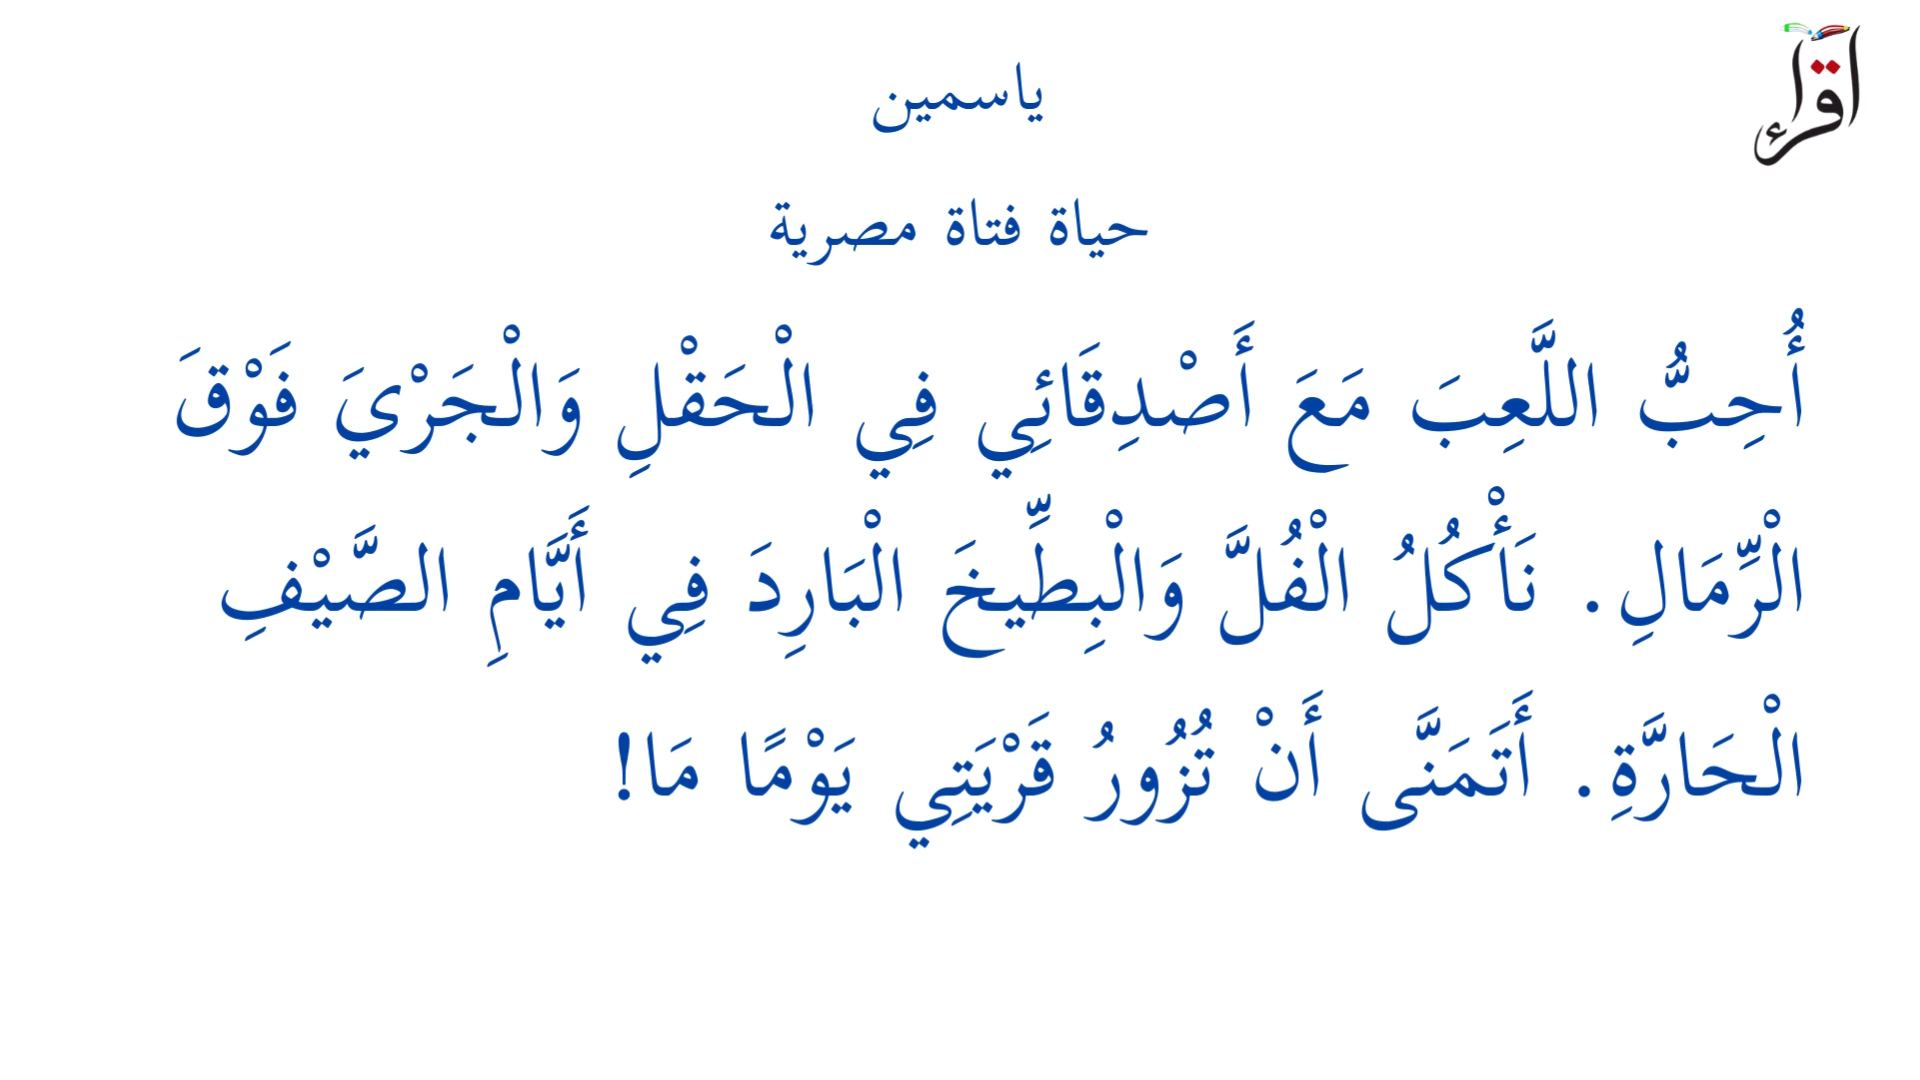 اقرأ
ياسمين
حياة فتاة مصرية
أُحِبُّ اللَّعِبَ مَعَ أَصْدِقَائِي فِي الْحَقْلِ وَالْجَرْيَ فَوْقَ
الْرِّمَالِ. نَأْكُلُ الْفُلَّ وَالْبِطِّيخَ الْبَارِدَ فِي أَيَّامِ الصَّيْفِ
الْحَارَّةِ. أَتَمَنَّى أَنْ تُزُورُ قَرْيَتِي يَوْمًا مَا!